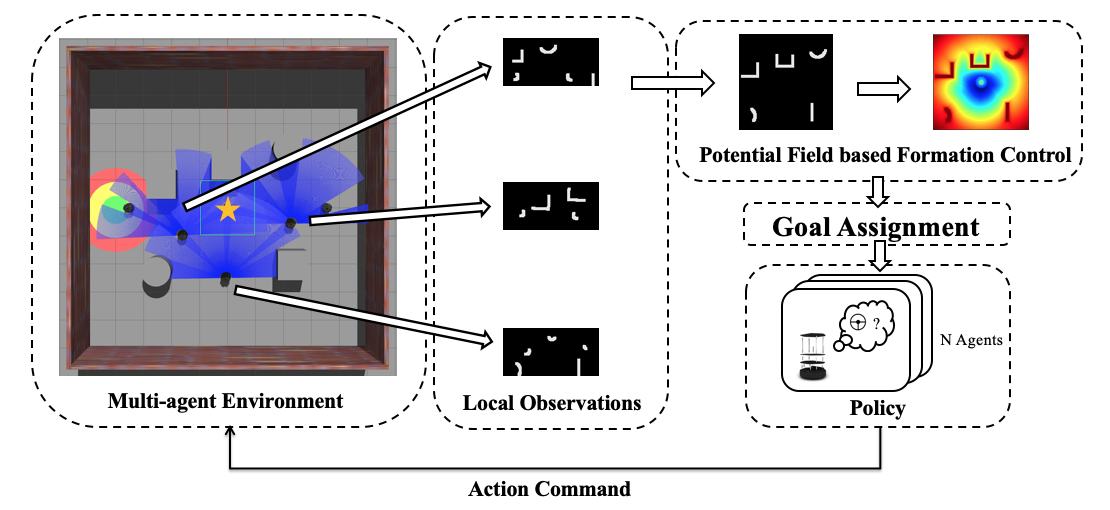 Potential Field based Formation Control
Goal Assignment
?
N Agents
Policy
Multi-agent Environment
Local Observations
Action Command